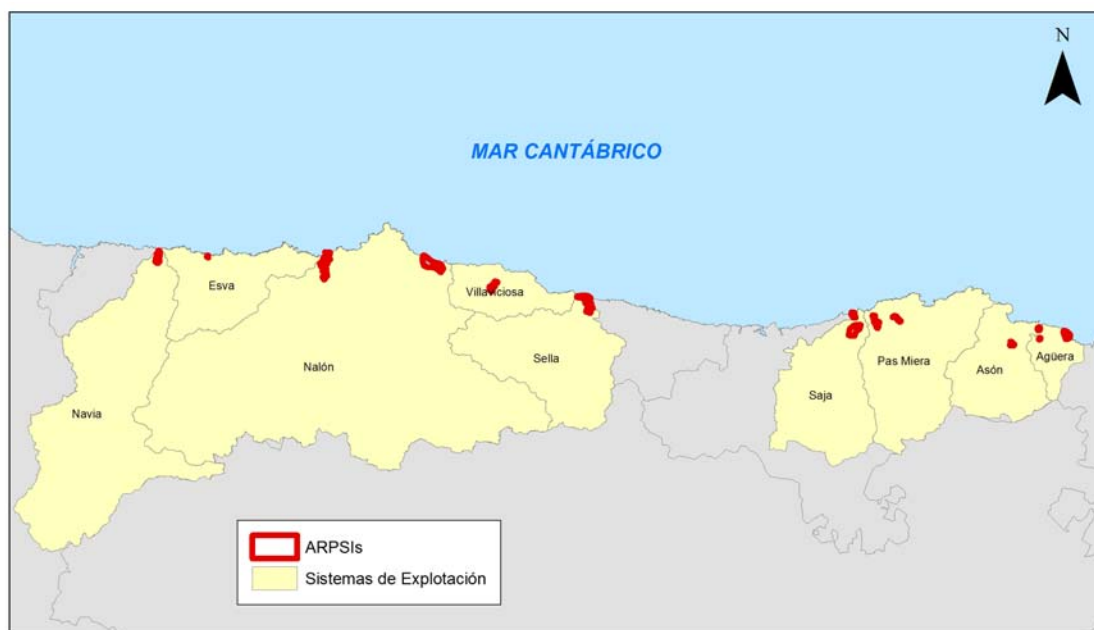 N
MAR CANTÁBRICO
Esva
Villaviciosa
Nalón
Sella
Navia
Saja
Pas Miera
Asón
Agüera
ARPSIs
Sistemas de Explotación